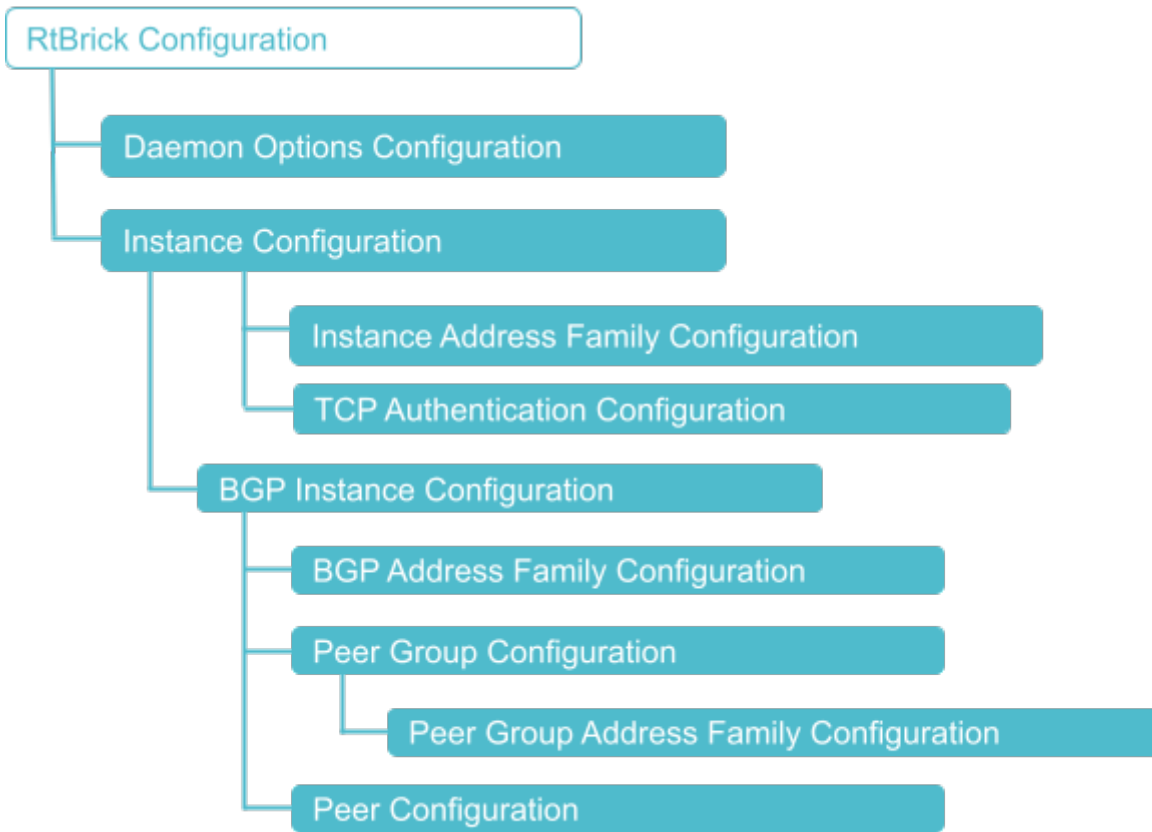 RtBrick Configuration
Daemon Options Configuration
Instance Configuration
Instance Address Family Configuration
TCP Authentication Configuration
BGP Instance Configuration
BGP Address Family Configuration
Peer Group Configuration
Peer Group Address Family Configuration
Peer Configuration